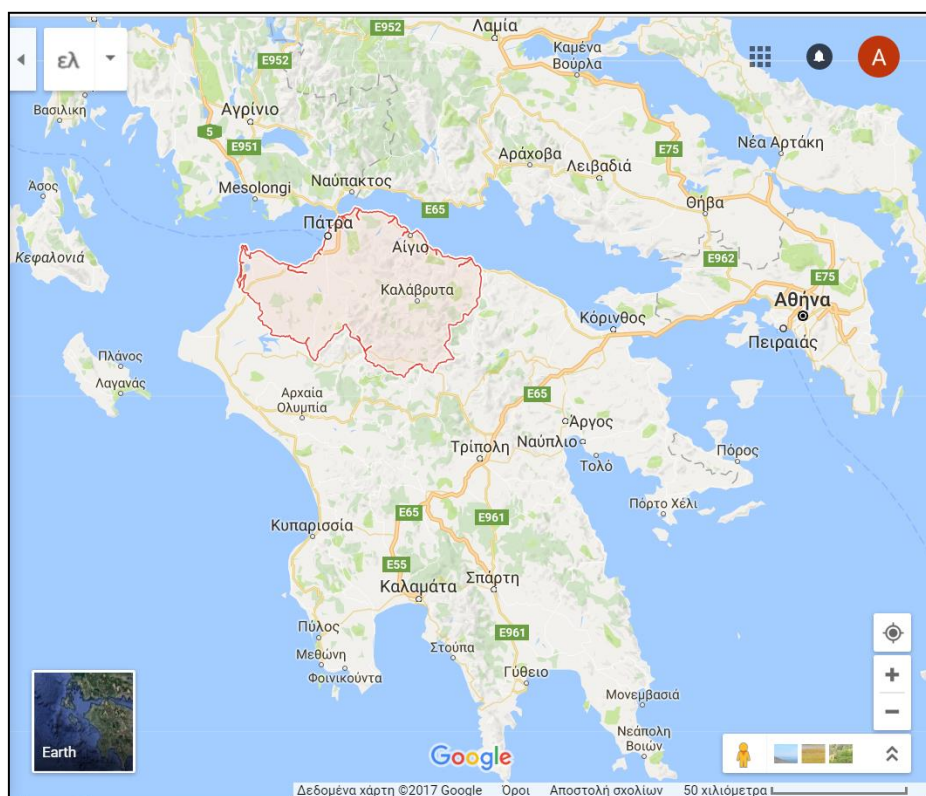 E952
Λαμία
ελ
E952
Καμένα
Βούρλα
A
Βασιλικη
Αγρίνιο
5
E951
E75
Νέα Αρτάκη
Αράχοβα
Λειβαδιά
Άσος
Mesolongi
Ναύπακτος
E65
Θήβα
Πάτρα
Αίγιο
Κεφαλονιά
E962
E75
Καλάβρυτα
Αθήνα
Κόρινθος
Πειραιάς
Πλάνος
Λαγανάς
Αρχαία
Ολυμπία
E65
Άργος
Τρίπολη
Ναύπλιο
Τολό
Πόρος
Πόρτο Χέλι
E65
E961
Κυπαρισσία
E55
Σπάρτη
Καλαμάτα
Πύλος
E961
Μεθώνη
Στούπα
Φοινικούντα
Γύθειο
Μονεμβασιά
Νεάπολη
Βοιών
Earth
Google
Δεδομένα χάρτη ©2017 Google Όροι Αποστολή σχολίων 50 χιλιόμετρα